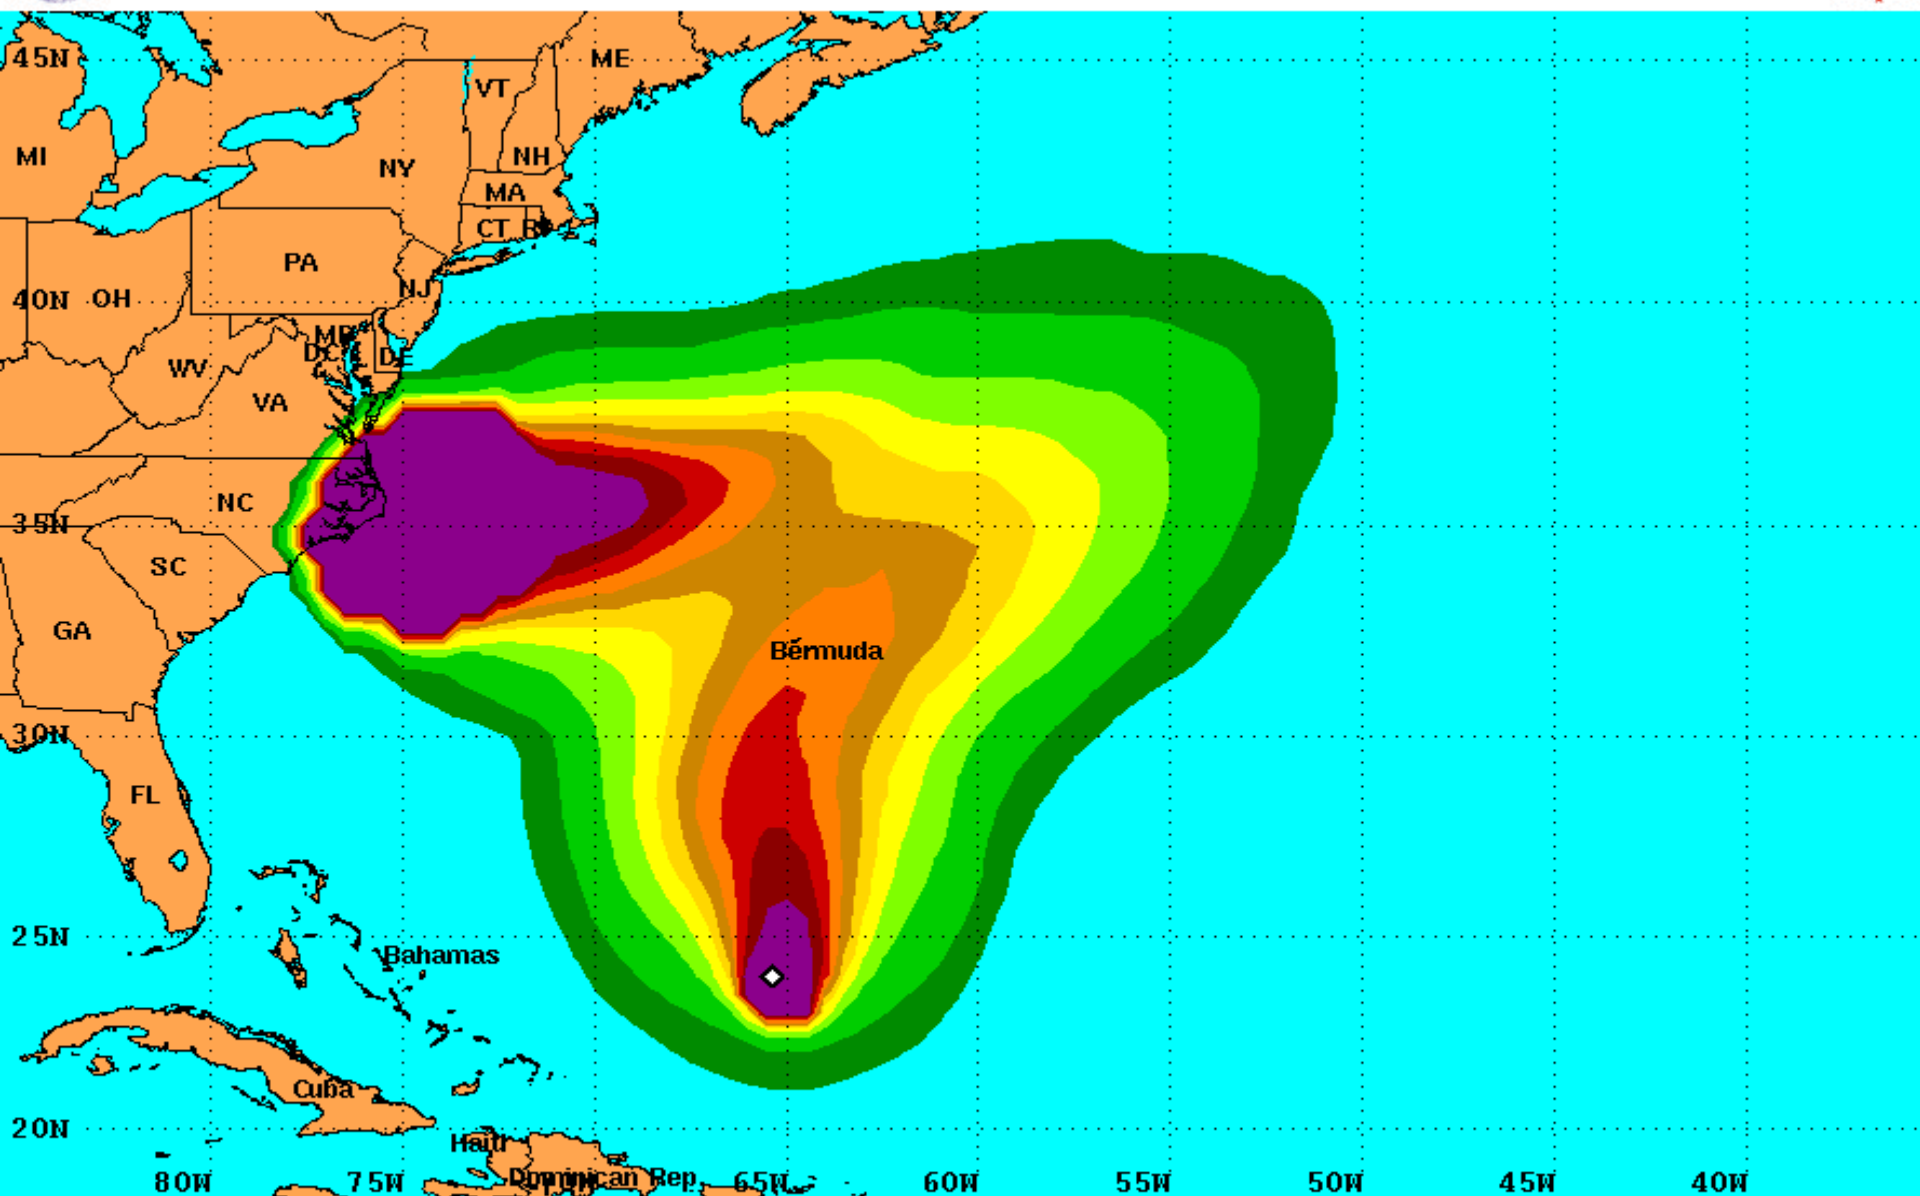 45N
ME
VT
MI
NH
NY
MA
CT
PA
NJ
40N
OH
MD
DC
DE
WV
VA
NC
35N
SC
GA
Bermuda
30N
FL
25N
Bahamas
Cuba
20N
Haiti
Dominican Rep.
80W
75W
65W
60W
55W
50W
45W
40W